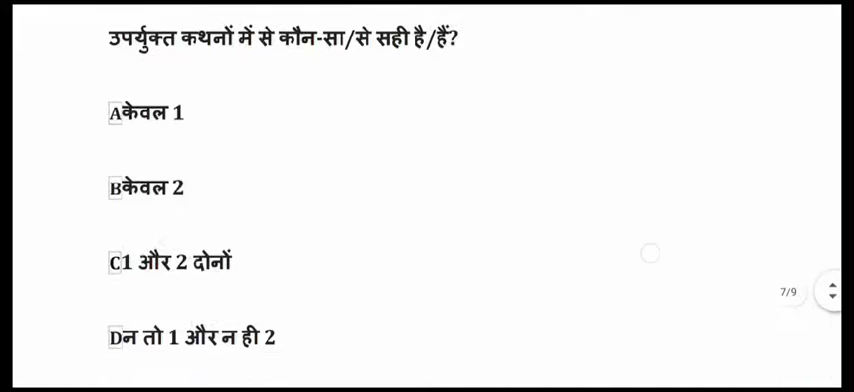 उपर्युक्त कथनों में से कौन-सा/से सही है/हैं?
Aकेवल 1
Bकेवल 2
C1 और 2 दोनों
7/9
Dन तो 1 और न ही 2